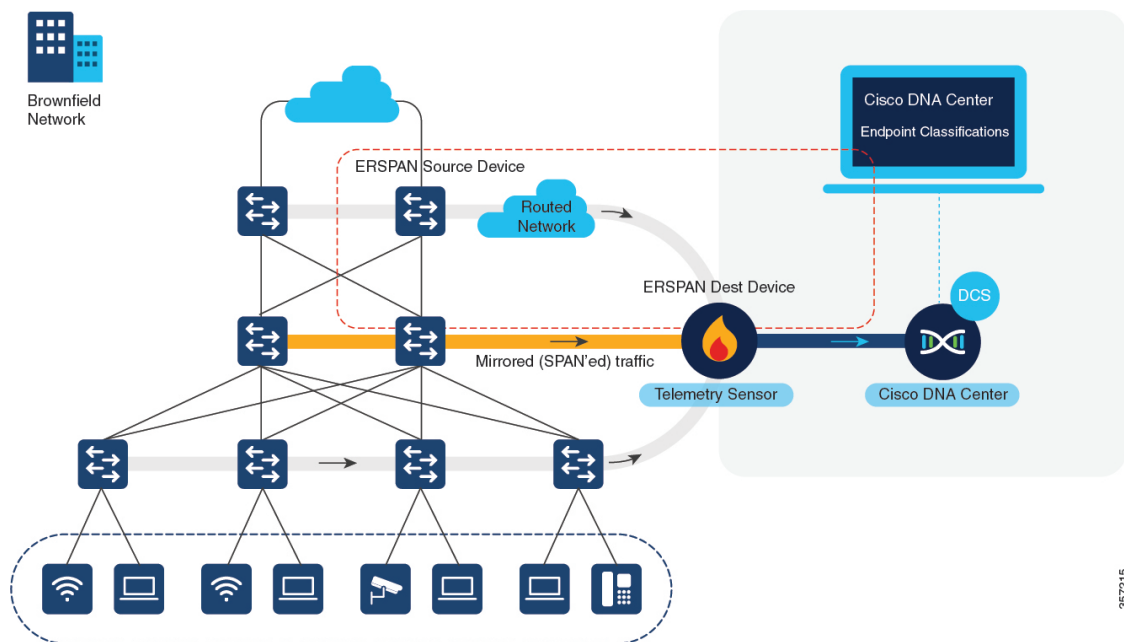 Brownfield
Network
Cisco DNA Center
Endpoint Classifications
ERSPAN Source Device
Routed
Network
ERSPAN Dest Device
DCS
Mirrored (SPAN'ed) traffic
Telemetry Sensor
Cisco DNA Center
357215